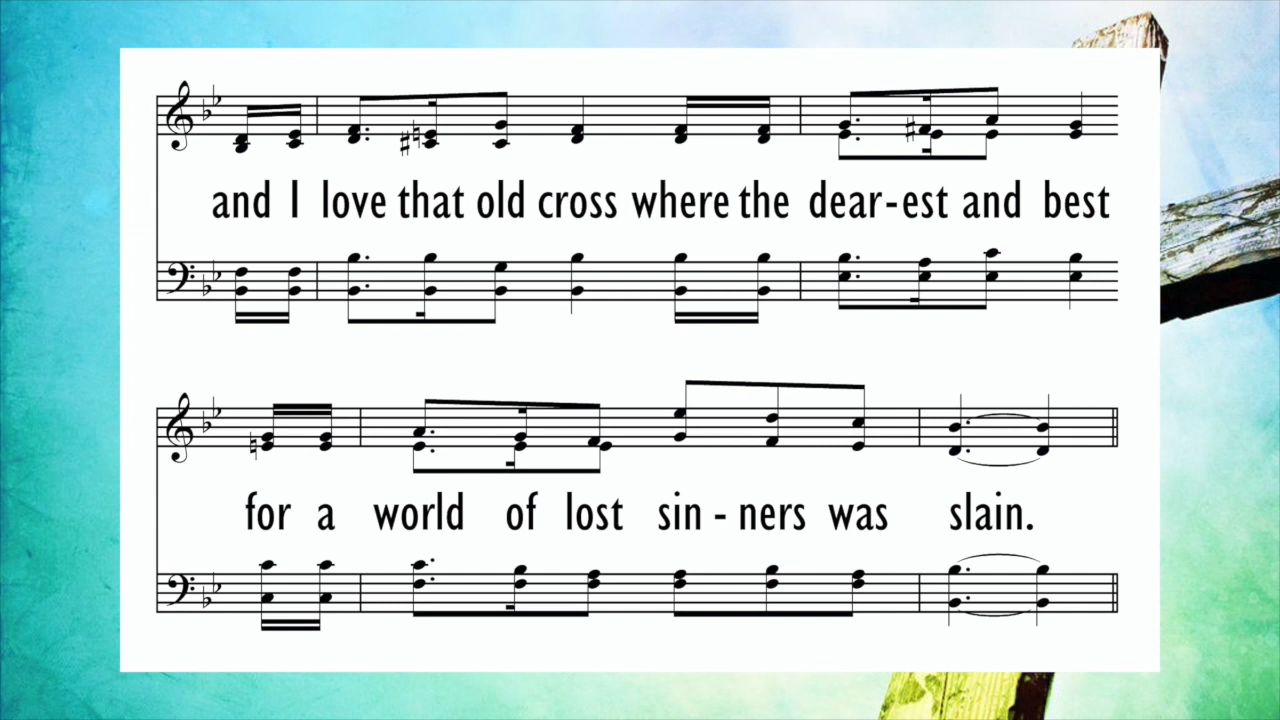 and I love that old cross where the dear-est and best
for a world of lost sin - ners was slain.